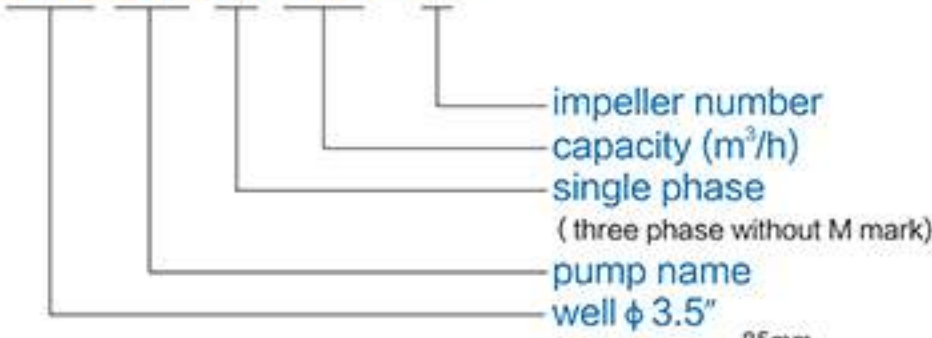 impeller number
capacity (m³/h)
single phase
( three phase without M mark)
pump name
well ϕ 3.5″